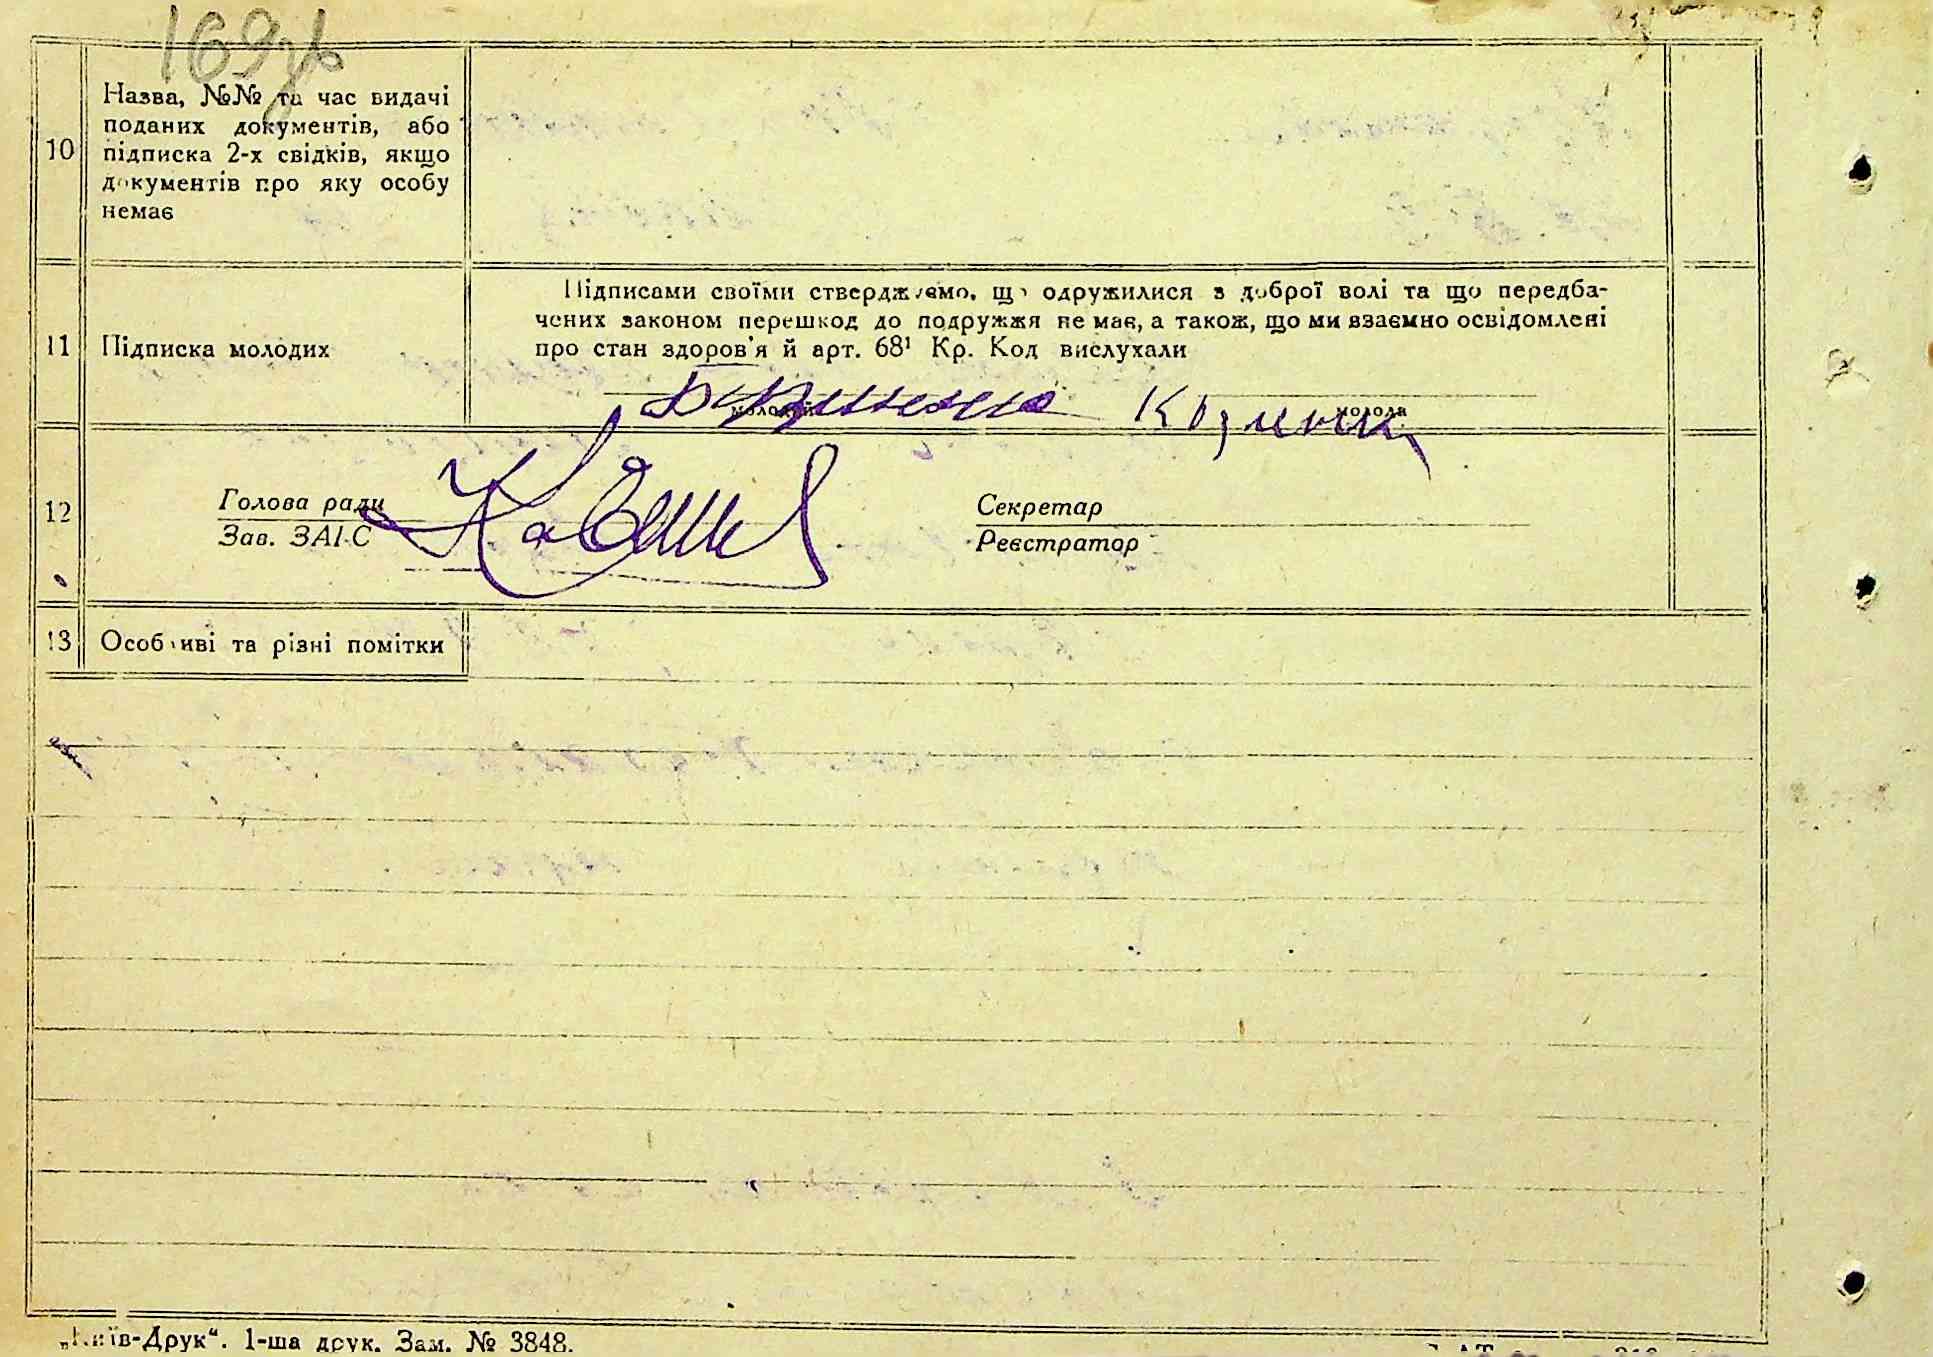 169зв
Назва, №№ та час видачі
поданих документів, або
10 підписка 2-х свідків, якщо
документів про яку особу
немає
Підписами своїми стверджуємо, що одружилися з доброї волі та що передба-
чених законом перешкод до подружжя не має, а також, що ми взаємно освідомлені
11 Підписка молодих про стан здоров'я й арт. 68¹ Кр. Код вислухали
молодий молода
12 Голова ради Секретар
Зав. ЗАГС Реєстратор
13 Особливі та різні помітки
„Київ-Друк“. 1-ша друк. Зам. № 3848.